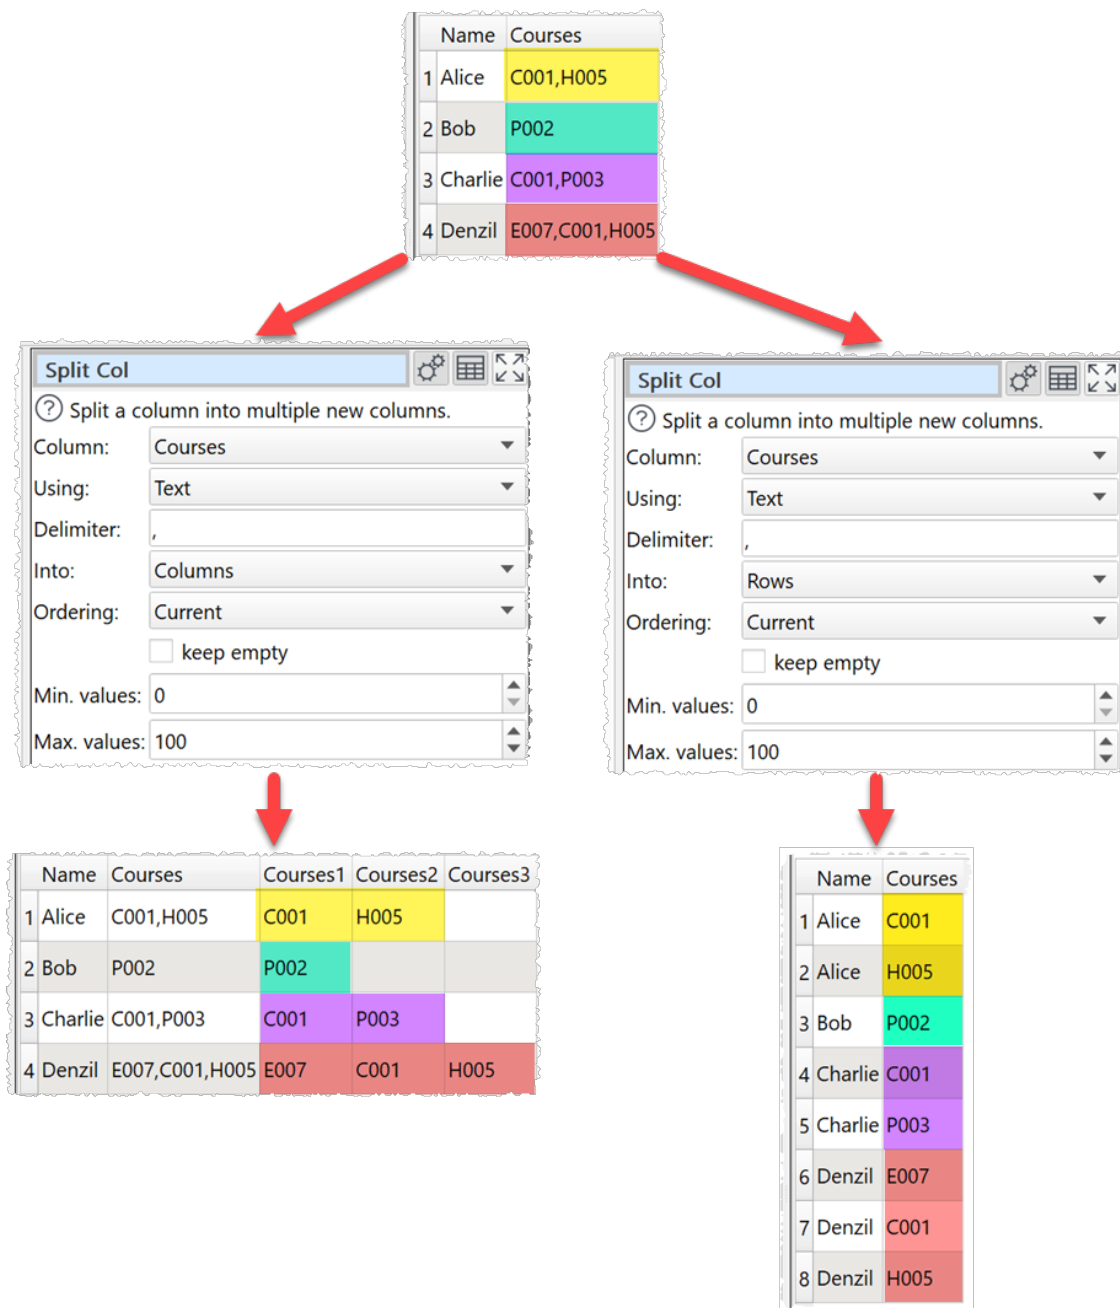 Name Courses
1 Alice C001,H005
2 Bob P002
3 Charlie C001,P003
4 Denzil E007,C001,H005
Split Col
? Split a column into multiple new columns.
Column: Courses
Using: Text
Delimiter: ,
Into: Columns
Ordering: Current
keep empty
Min. values: 0
Max. values: 100
Split Col
? Split a column into multiple new columns.
Column: Courses
Using: Text
Delimiter: ,
Into: Rows
Ordering: Current
keep empty
Min. values: 0
Max. values: 100
Name Courses Courses1 Courses2 Courses3
1 Alice C001,H005 C001 H005
2 Bob P002 P002
3 Charlie C001,P003 C001 P003
4 Denzil E007,C001,H005 E007 C001 H005
Name Courses
1 Alice C001
2 Alice H005
3 Bob P002
4 Charlie C001
5 Charlie P003
6 Denzil E007
7 Denzil C001
8 Denzil H005